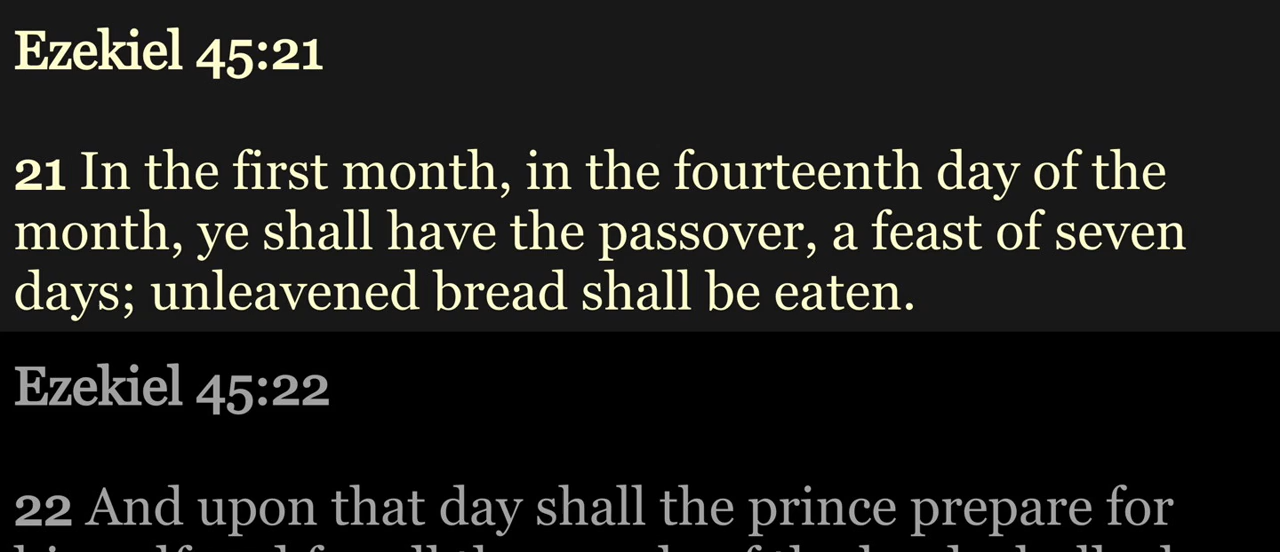 Ezekiel 45:21
21 In the first month, in the fourteenth day of the
month, ye shall have the passover, a feast of seven
days; unleavened bread shall be eaten.
Ezekiel 45:22
22 And upon that day shall the prince prepare for